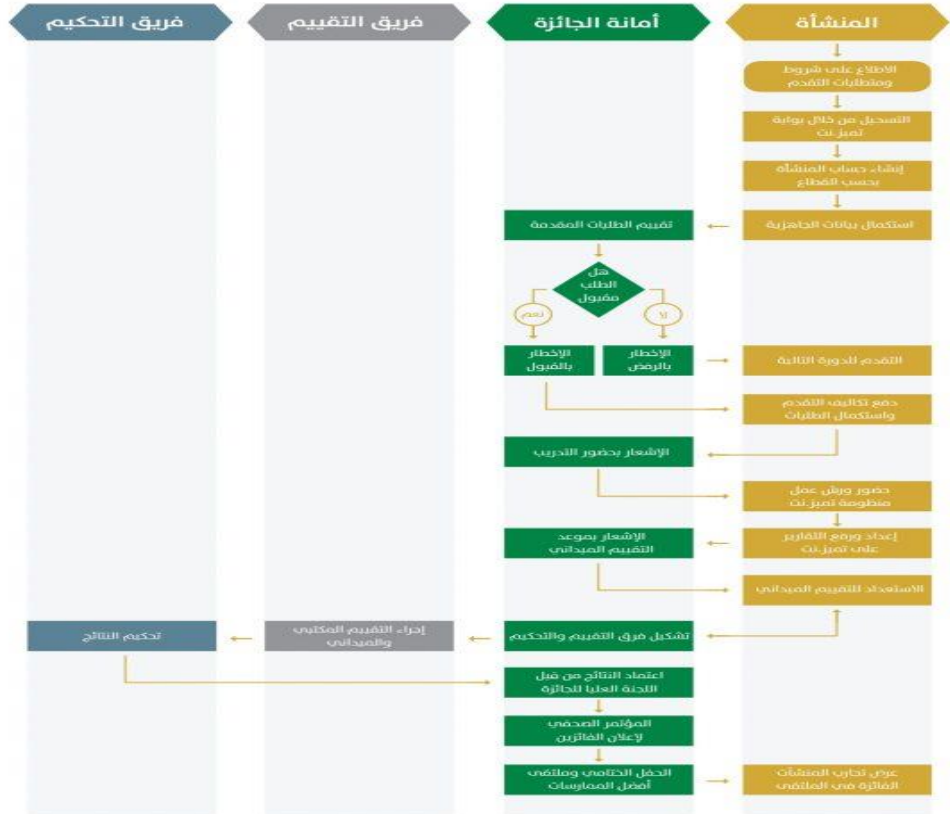 المنشأة
أمانة الجائزة
فريق التقييم
فريق التحكيم
الاطلاع على شروط
ومتطلبات التقدم
التسجيل من خلال بوابة
تميز.نت
إنشاء حساب المنشأة
بحسب القطاع
استكمال بيانات الجاهزية
تقييم الطلبات المقدمة
هل
الطلب
مقبول
لا
نعم
الإخطار
بالرفض
الإخطار
بالقبول
التقدم للدورة التالية
دفع تكاليف التقدم
واستكمال الطلبات
الإشعار بحضور التدريب
حضور ورش عمل
منظومة تميز.نت
إعداد ورفع التقارير
على تميز.نت
الإشعار بموعد
التقييم الميداني
الاستعداد للتقييم الميداني
تشكيل فرق التقييم والتحكيم
إجراء التقييم المكتبي
والميداني
تحكيم النتائج
اعتماد النتائج من قبل
اللجنة العليا للجائزة
المؤتمر الصحفي
لإعلان الفائزين
الحفل الختامي وملتقى
أفضل الممارسات
عرض تجارب المنشآت
الفائزة في الملتقى